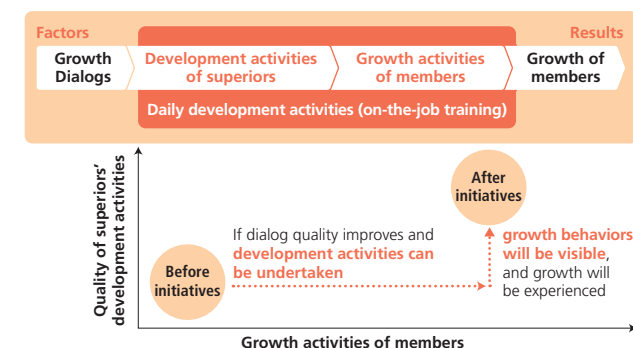 Factors
Results
Growth
Dialogs
Development activities
of superiors
Growth activities
of members
Growth of
members
Daily development activities (on-the-job training)
Quality of superiors'
development activities
After
initiatives
Before
initiatives
If dialog quality improves and
development activities can
be undertaken
growth behaviors
will be visible,
and growth will
be experienced
Growth activities of members